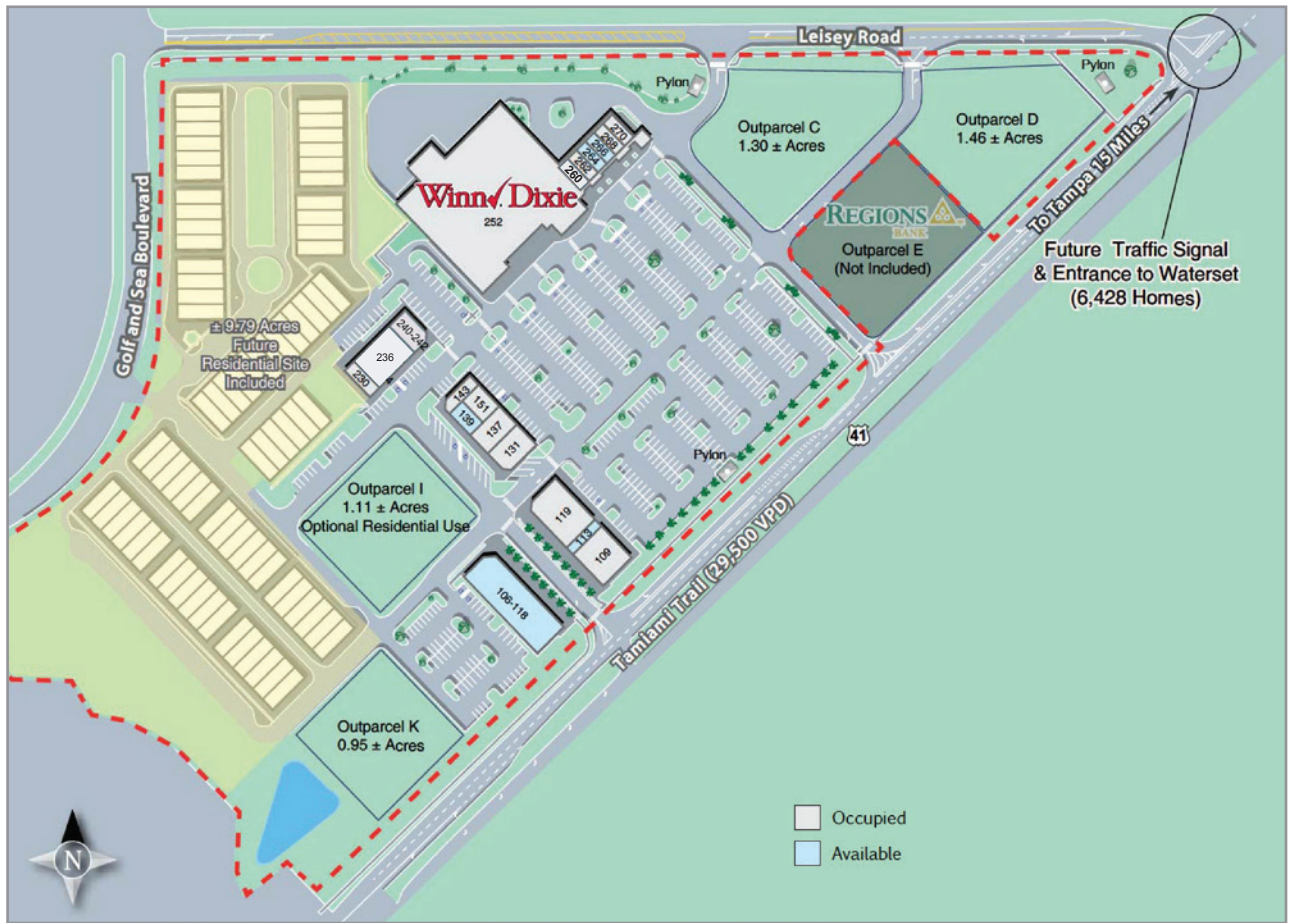 Leisey Road
Pylon
Pylon
Outparcel C
1.30 ± Acres
Outparcel D
1.46 ± Acres
270
268
266
264
262
260
Winn Dixie
252
REGIONS
BANK
Outparcel E
(Not Included)
To Tampa 15 Miles
Future Traffic Signal
& Entrance to Waterset
(6,428 Homes)
Golf and Sea Boulevard
± 9.79 Acres
Future
Residential Site
Included
240-242
236
230
143
151
139
137
131
41
Pylon
Outparcel I
1.11 ± Acres
Optional Residential Use
119
113
109
106-118
Tamiami Trail (29,500 VPD)
Outparcel K
0.95 ± Acres
Occupied
Available
N